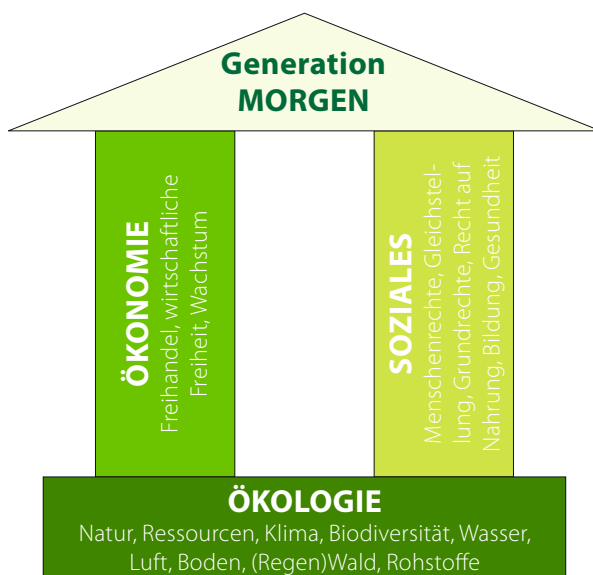 Generation
MORGEN
ÖKONOMIE
Freihandel, wirtschaftliche
Freiheit, Wachstum
SOZIALES
Menschenrechte, Gleichstel-
lung, Grundrechte, Recht auf
Nahrung, Bildung, Gesundheit
ÖKOLOGIE
Natur, Ressourcen, Klima, Biodiversität, Wasser,
Luft, Boden, (Regen)Wald, Rohstoffe